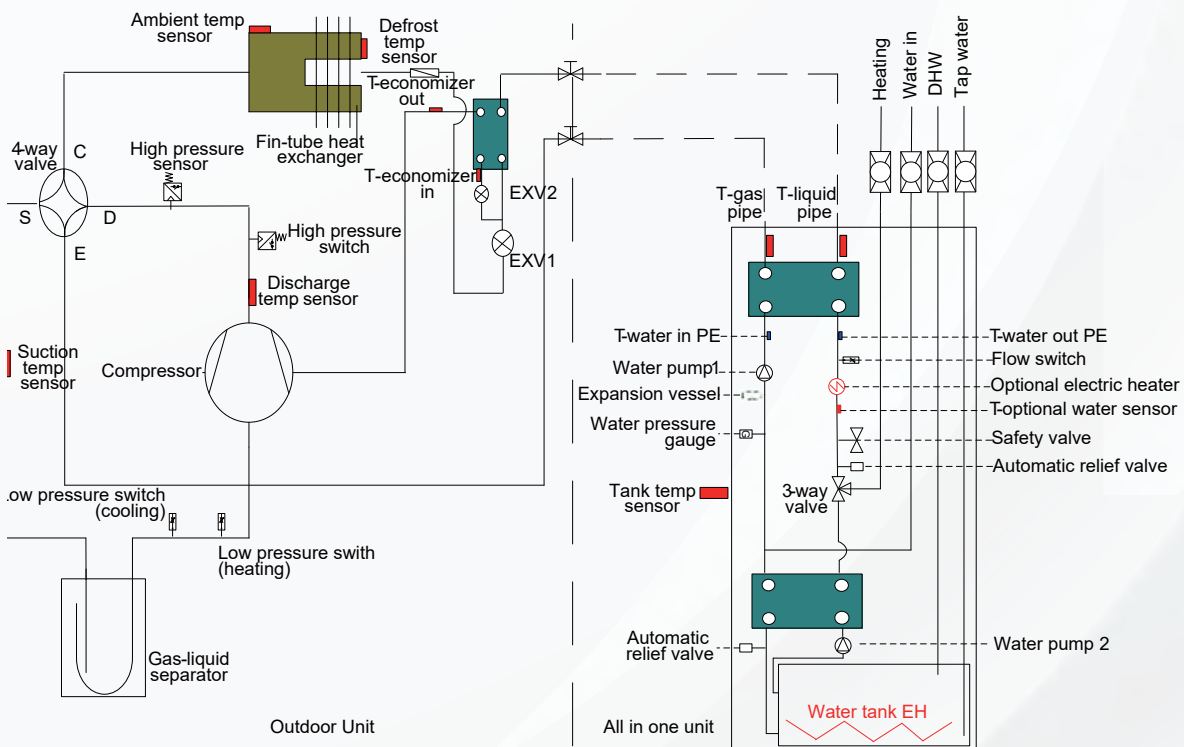 Ambient temp
sensor
Defrost
temp
sensor
T-economizer
out
Fin-tube heat
exchanger
4-way
valve
C
S
D
E
High pressure
sensor
T-economizer
in
EXV2
EXV1
High pressure
switch
Discharge
temp sensor
Suction
temp
sensor
Compressor
Low pressure switch
(cooling)
Low pressure swith
(heating)
Gas-liquid
separator
Outdoor Unit
Heating
Water in
DHW
Tap water
T-gas
pipe
T-liquid
pipe
T-water in PE
Water pump1
Expansion vessel
Water pressure
gauge
Tank temp
sensor
3-way
valve
T-water out PE
Flow switch
Optional electric heater
T-optional water sensor
Safety valve
Automatic relief valve
Automatic
relief valve
Water pump 2
Water tank EH
All in one unit